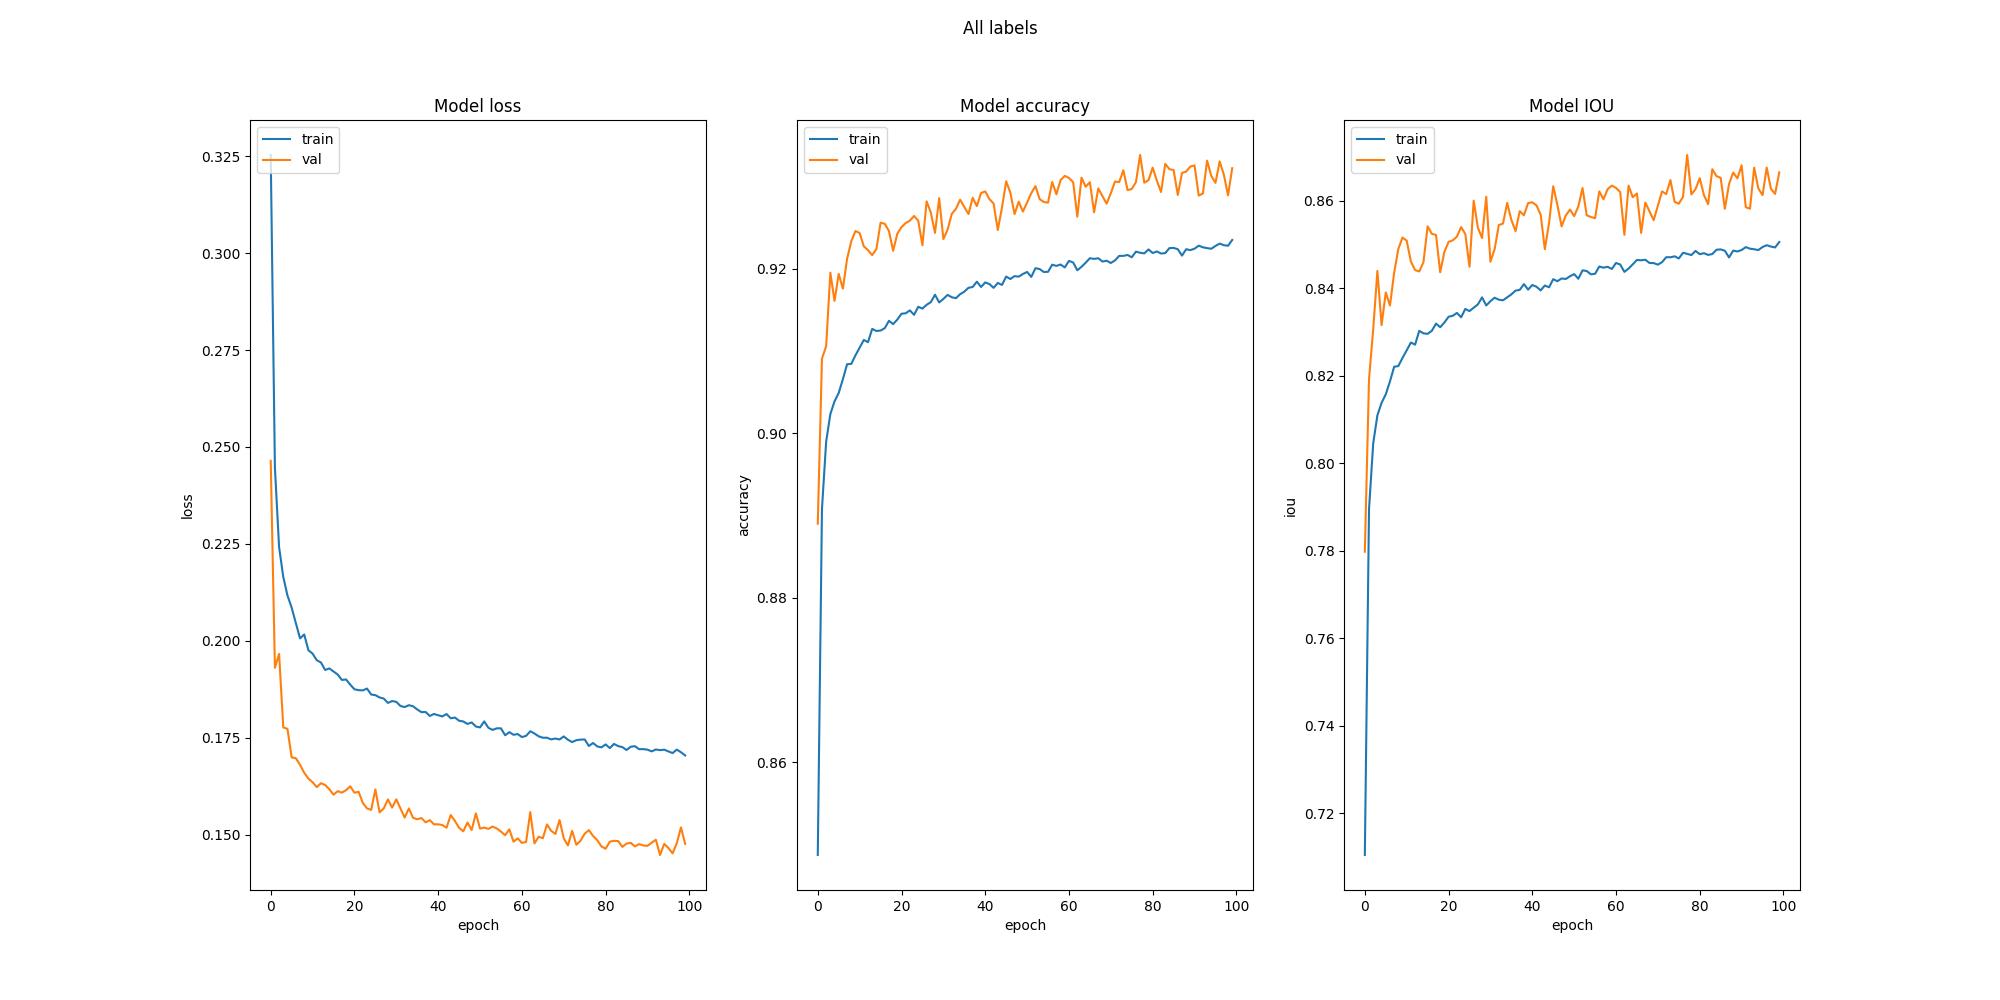 All labels
Model loss
train
val
0.325
0.300
0.275
0.250
0.225
0.200
0.175
0.150
loss
0 20 40 60 80 100
epoch
Model accuracy
train
val
0.92
0.90
0.88
0.86
accuracy
0 20 40 60 80 100
epoch
Model IOU
train
val
0.86
0.84
0.82
0.80
0.78
0.76
0.74
0.72
iou
0 20 40 60 80 100
epoch